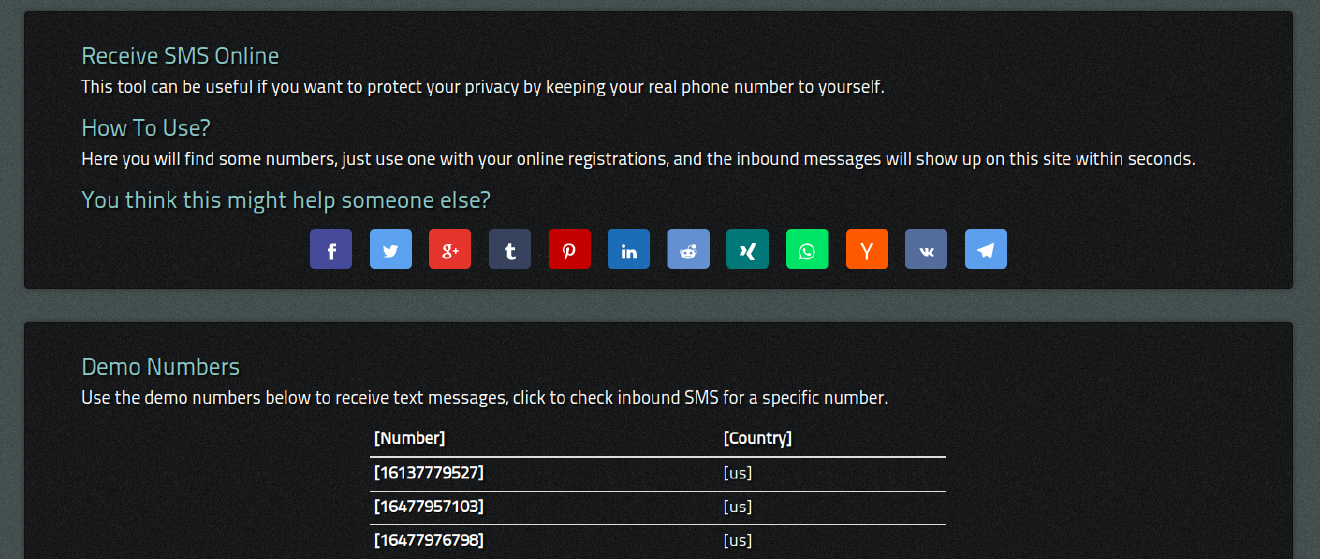 Receive SMS Online
This tool can be useful if you want to protect your privacy by keeping your real phone number to yourself.
How To Use?
Here you will find some numbers, just use one with your online registrations, and the inbound messages will show up on this site within seconds.
You think this might help someone else?
f g+ t in Y
Demo Numbers
Use the demo numbers below to receive text messages, click to check inbound SMS for a specific number.
[Number] [Country]
[16137779527] [us]
[16477957103] [us]
[16477976798] [us]